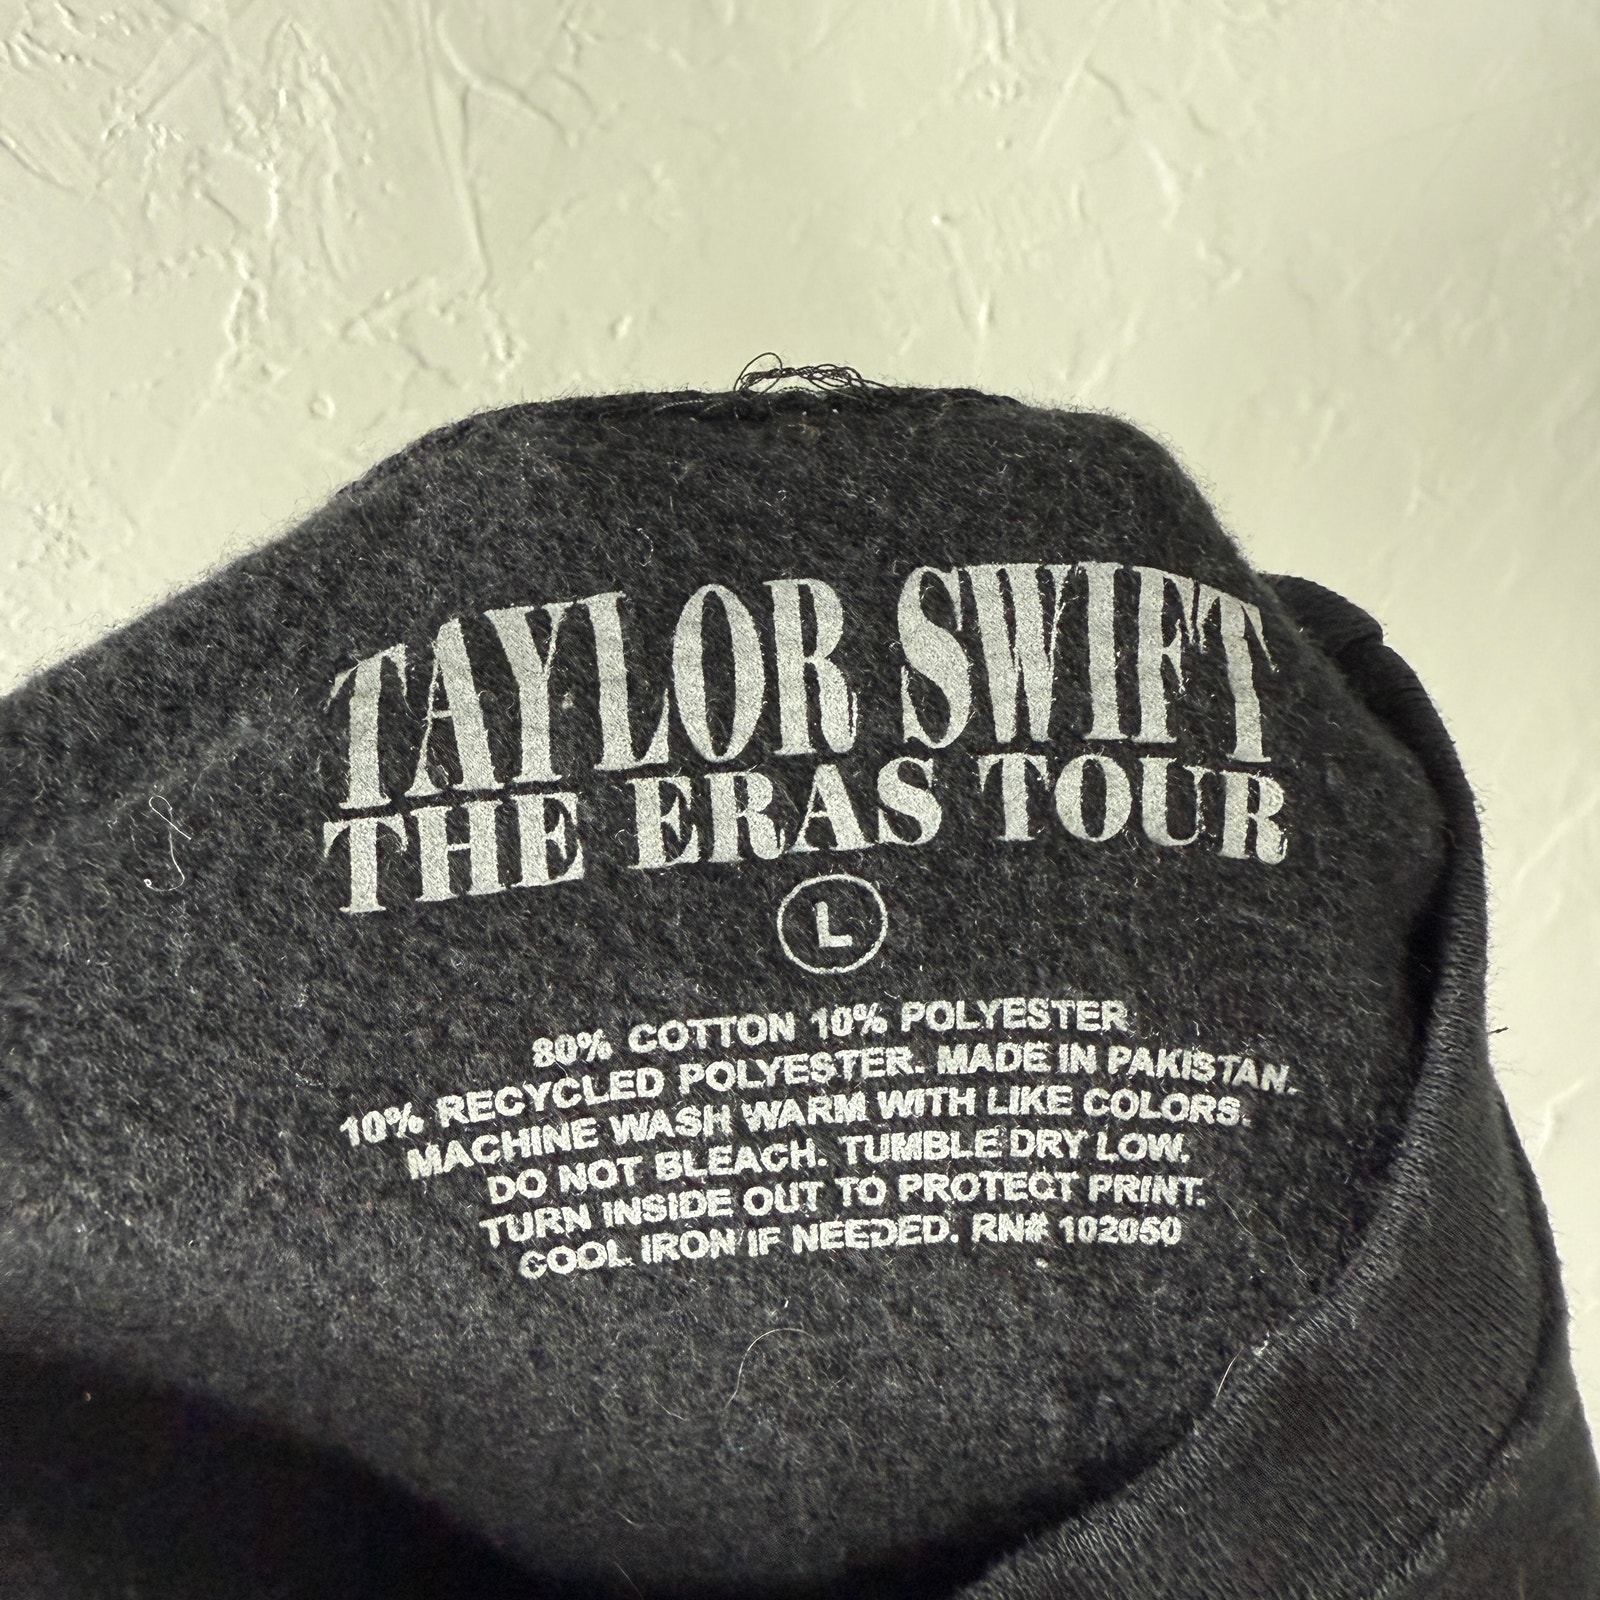 TAYLOR SWIFT
THE ERAS TOUR
L
80% COTTON 10% POLYESTER
10% RECYCLED POLYESTER. MADE IN PAKISTAN.
MACHINE WASH WARM WITH LIKE COLORS.
DO NOT BLEACH. TUMBLE DRY LOW.
TURN INSIDE OUT TO PROTECT PRINT.
COOL IRON IF NEEDED. RN# 102050